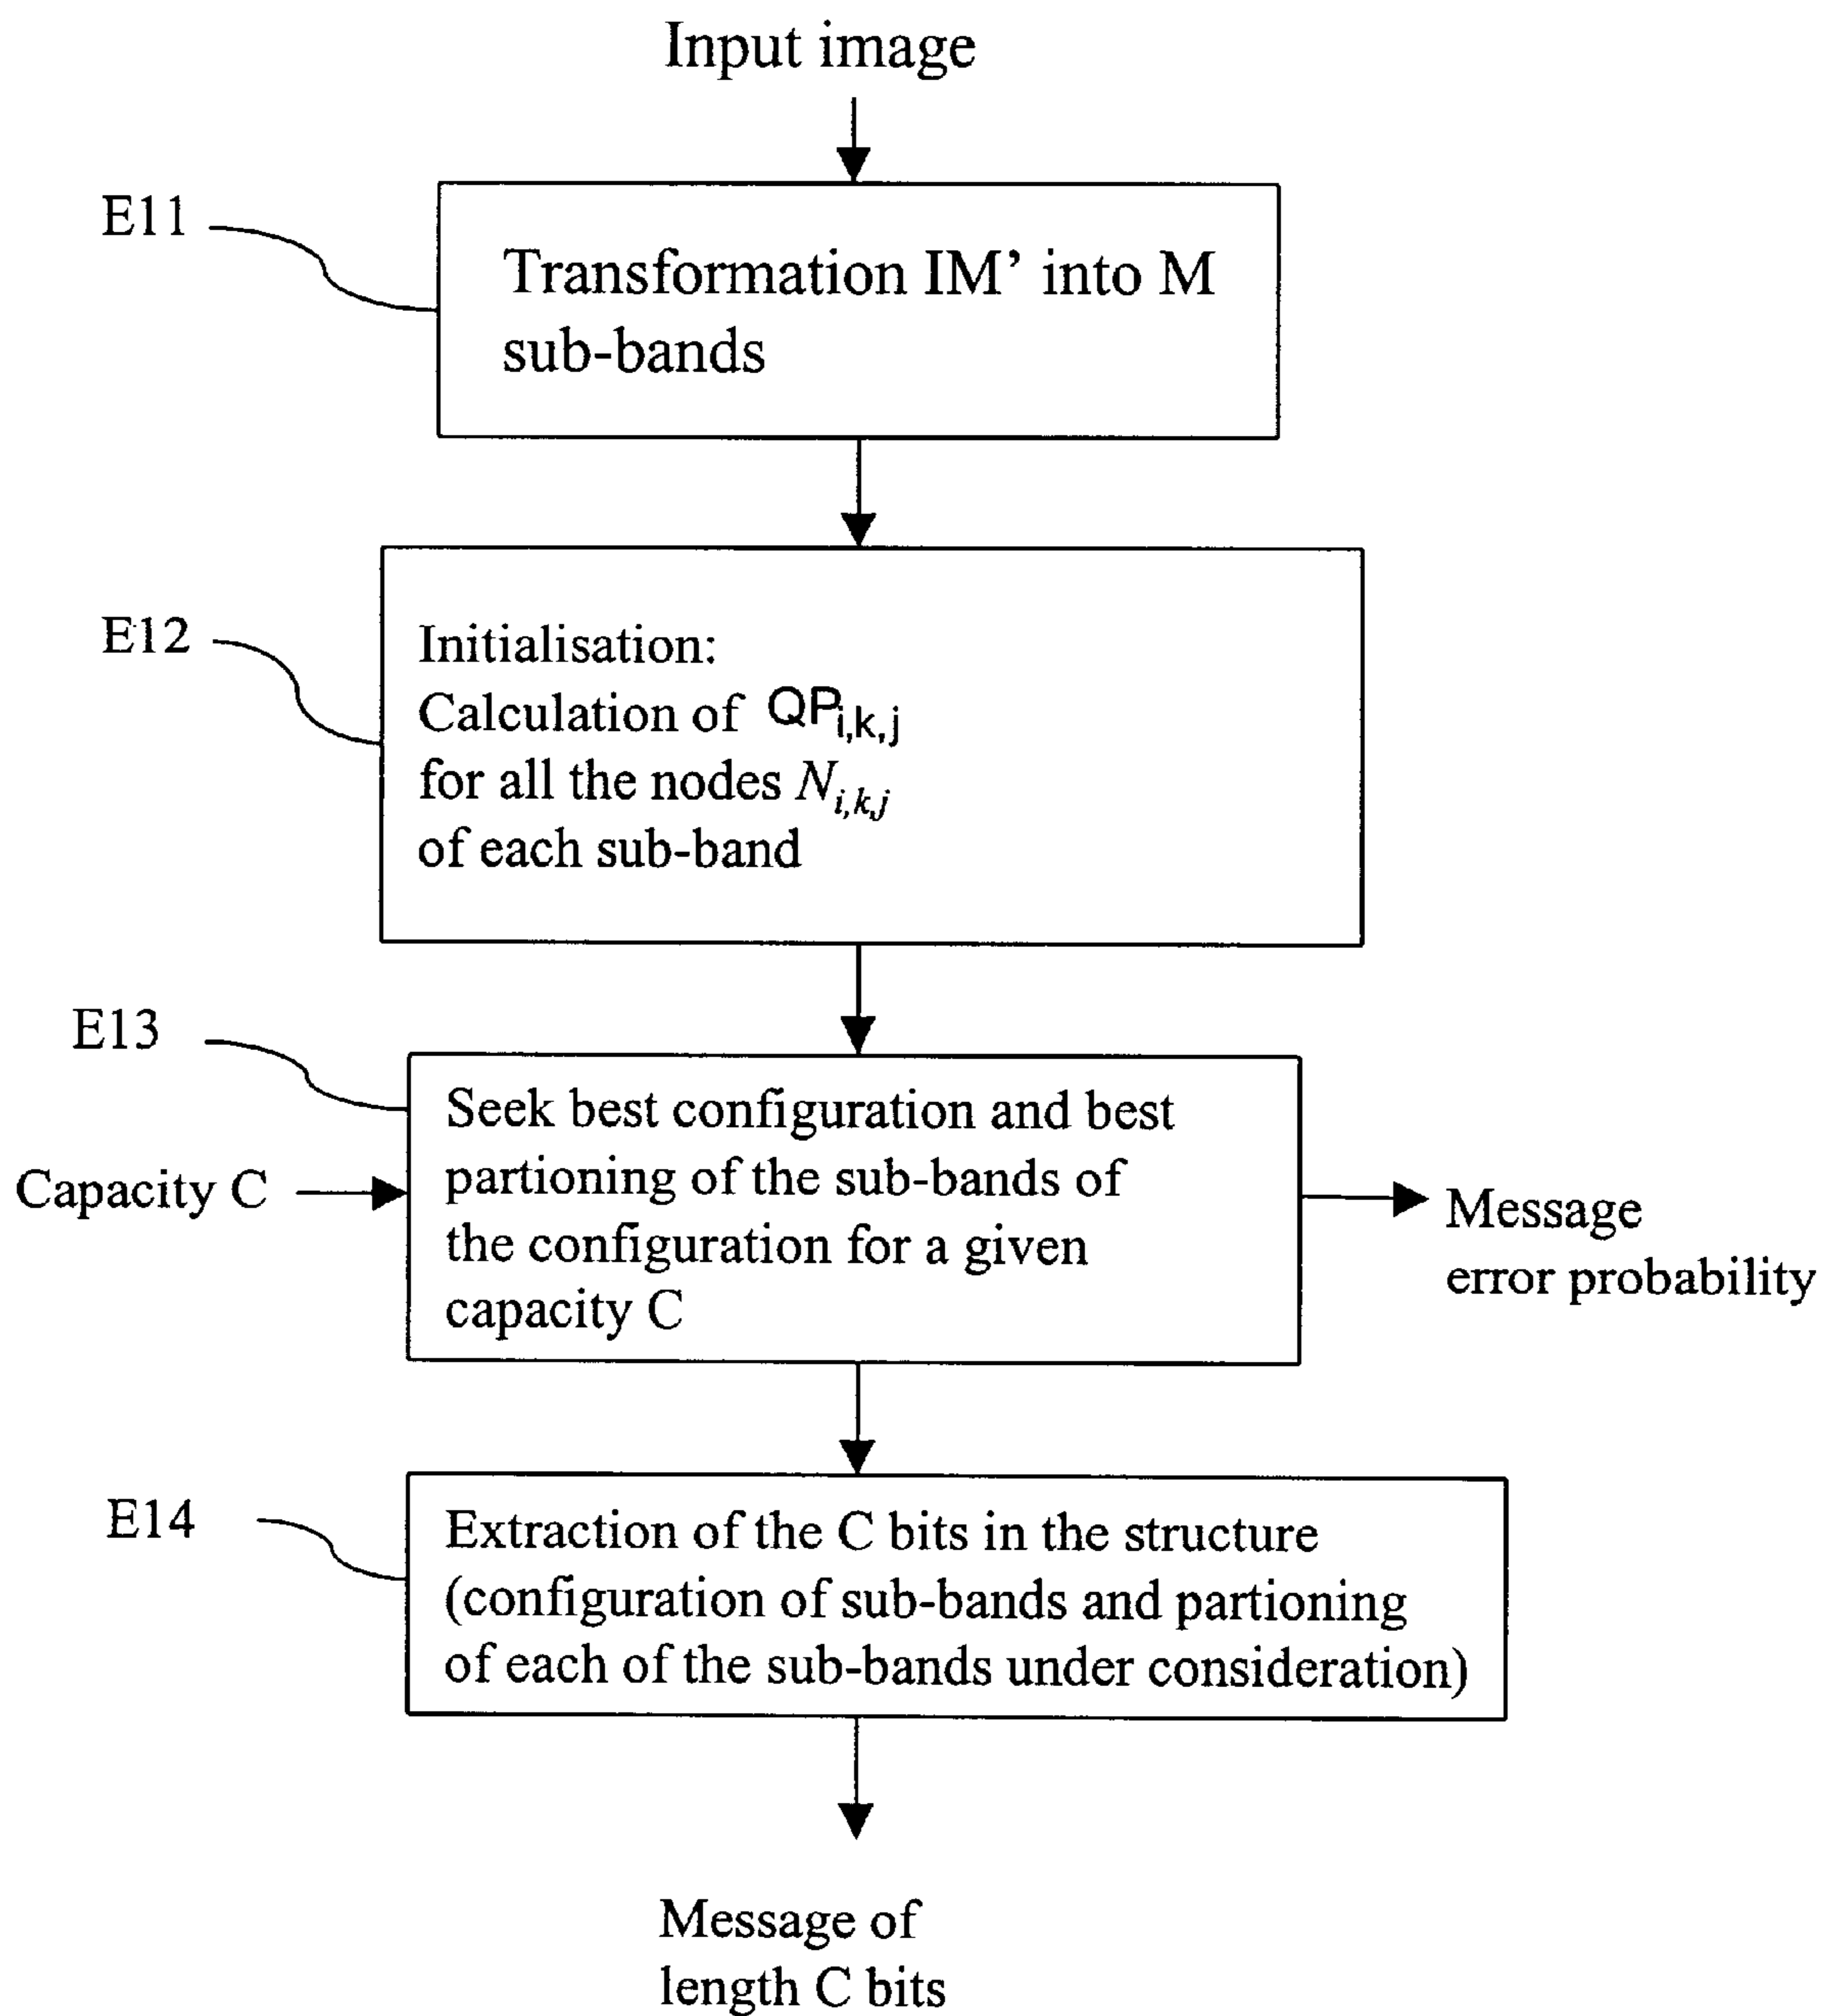 Input image
E11
Transformation IM’ into M
sub-bands
E12
Initialisation:
Calculation of QPi,k,j
for all the nodes Ni,k,j
of each sub-band
E13
Seek best configuration and best
partioning of the sub-bands of
the configuration for a given
capacity C
Capacity C
Message
error probability
E14
Extraction of the C bits in the structure
(configuration of sub-bands and partioning
of each of the sub-bands under consideration)
Message of
length C bits